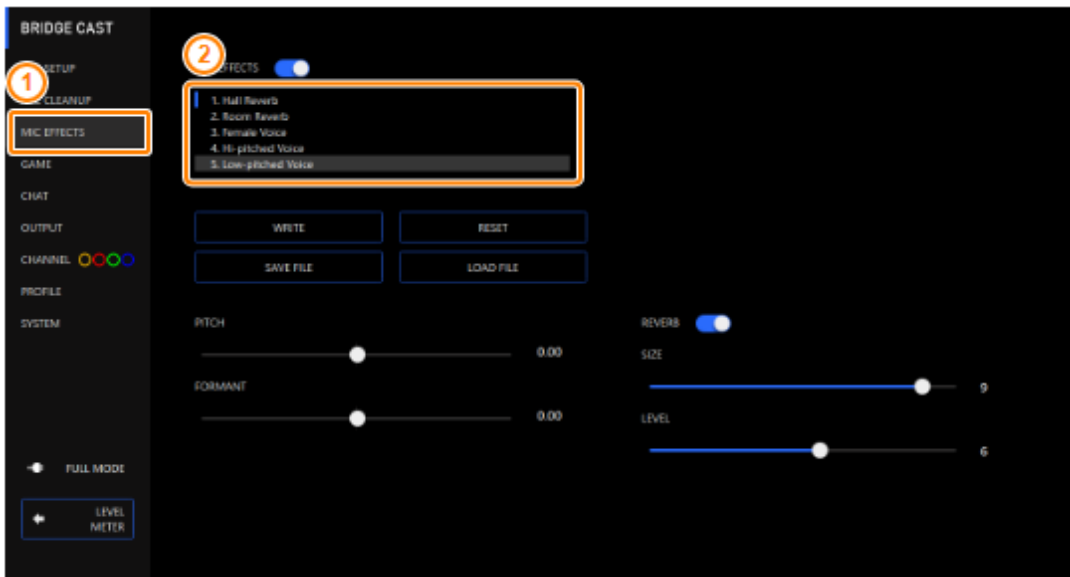 BRIDGE CAST
SETUP
CLEANUP
MIC EFFECTS
GAME
CHAT
OUTPUT
CHANNEL
PROFILE
SYSTEM
FULL MODE
LEVEL
METER
1
2
EFFECTS
1. Hall Reverb
2. Room Reverb
3. Female Voice
4. Hi-pitched Voice
5. Low-pitched Voice
WRITE
RESET
SAVE FILE
LOAD FILE
PITCH
0.00
FORMANT
0.00
REVERB
SIZE
9
LEVEL
6